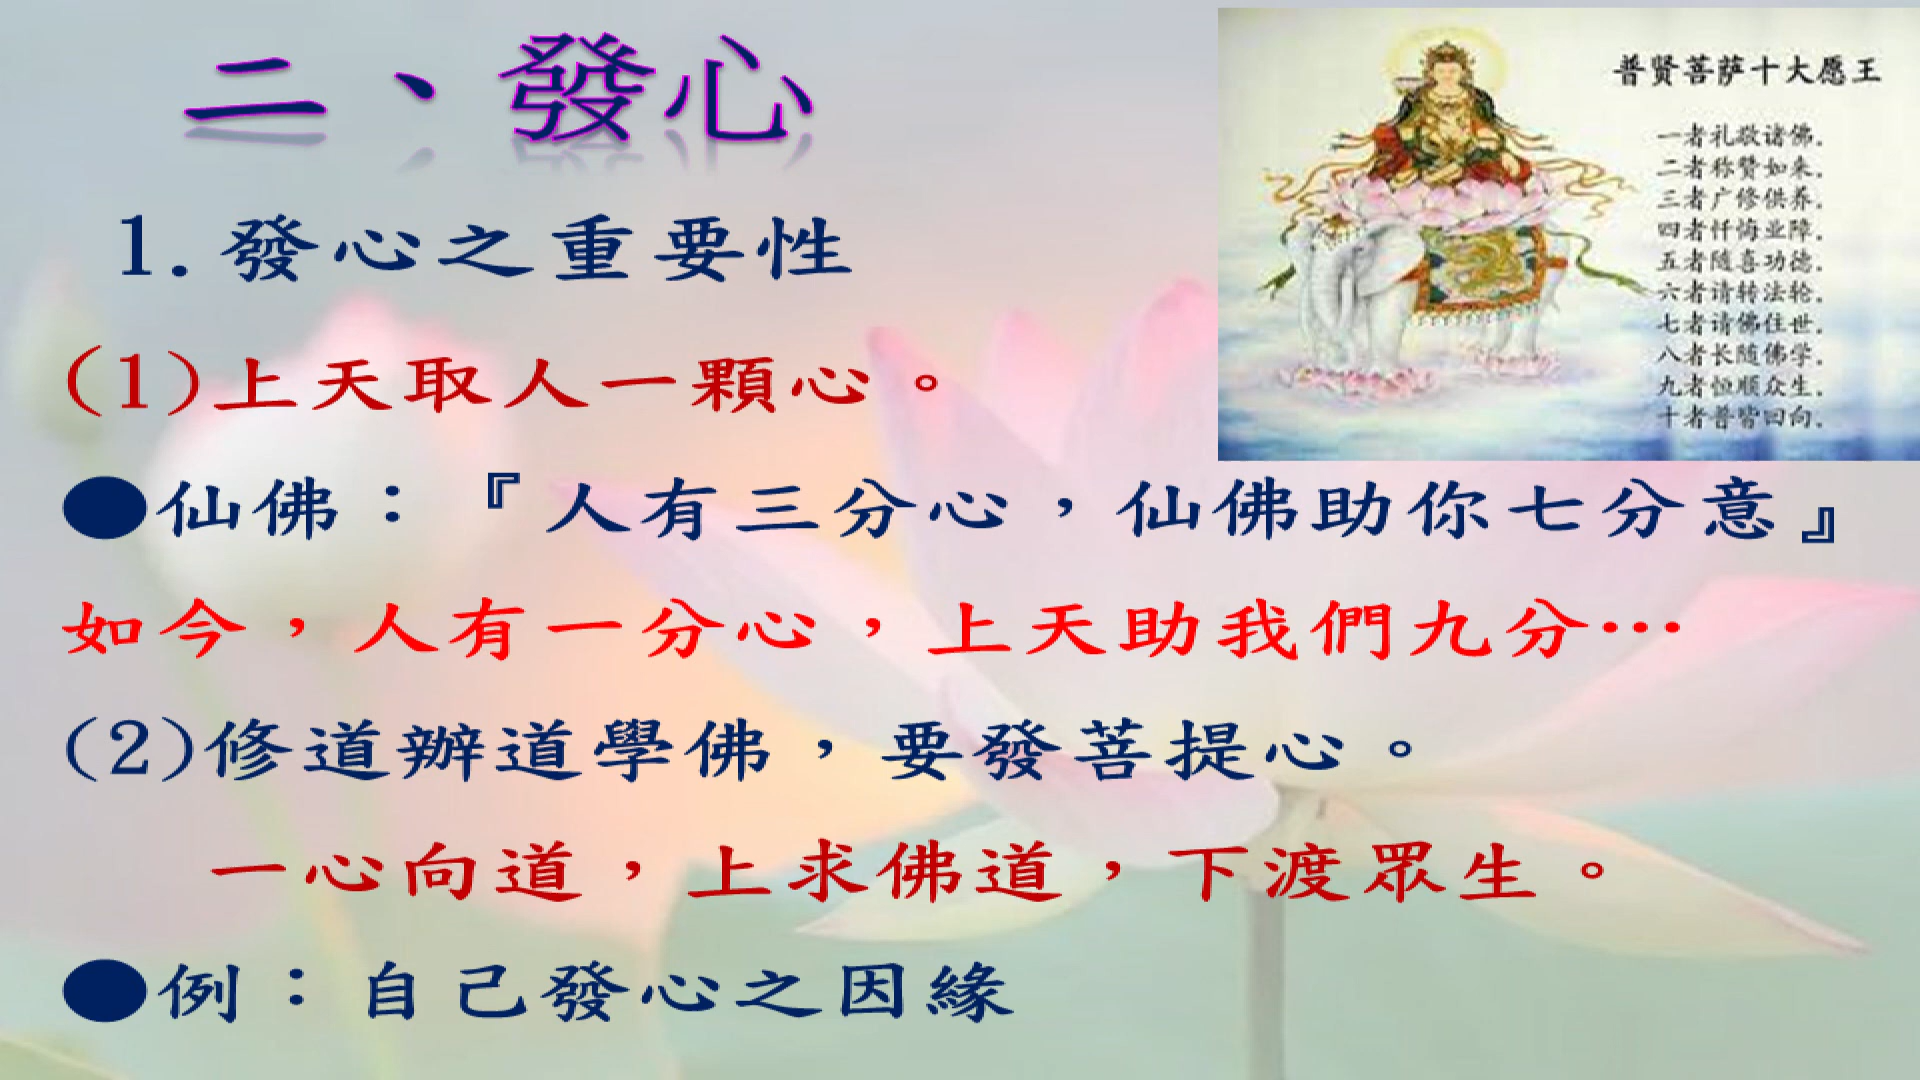 二、發心
1.發心之重要性
(1)上天取人一顆心。
●仙佛：『人有三分心，仙佛助你七分意』
如今，人有一分心，上天助我們九分…
(2)修道辦道學佛，要發菩提心。
一心向道，上求佛道，下渡眾生。
●例：自己發心之因緣
普贤菩萨十大愿王
一者礼敬诸佛.
二者称赞如来.
三者广修供养.
四者忏悔业障.
五者随喜功德.
六者请转法轮.
七者请佛住世.
八者长随佛学.
九者恒顺众生.
十者普皆回向.